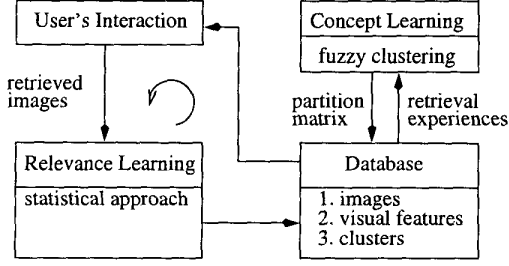 User's Interaction
Concept Learning
fuzzy clustering
retrieved
images
partition
matrix
retrieval
experiences
Relevance Learning
statistical approach
Database
1. images
2. visual features
3. clusters